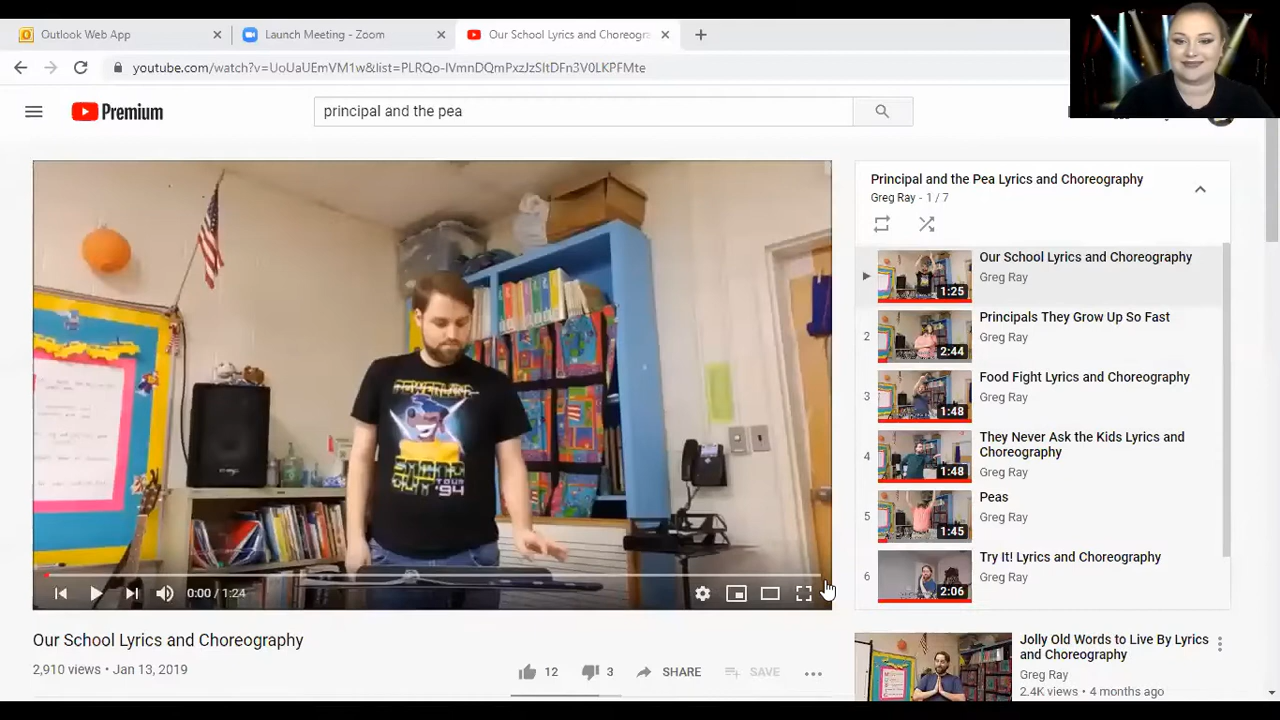 Outlook Web App
Launch Meeting - Zoom
Our School Lyrics and Choreogra
youtube.com/watch?v=UoUaUEmVM1w&list=PLRQo-IVmnDQmPxzJzSltDFn3V0LKPFMte
Premium
principal and the pea
POWERLINE
STAND
OUT
TOUR
'94
0:00 / 1:24
Our School Lyrics and Choreography
2,910 views • Jan 13, 2019
12
3
SHARE
SAVE
Principal and the Pea Lyrics and Choreography
Greg Ray - 1 / 7
Our School Lyrics and Choreography
Greg Ray
1:25
2
Principals They Grow Up So Fast
Greg Ray
2:44
3
Food Fight Lyrics and Choreography
Greg Ray
1:48
4
They Never Ask the Kids Lyrics and
Choreography
Greg Ray
1:48
5
Peas
Greg Ray
1:45
6
Try It! Lyrics and Choreography
Greg Ray
2:06
Jolly Old Words to Live By Lyrics
and Choreography
Greg Ray
2.4K views • 4 months ago